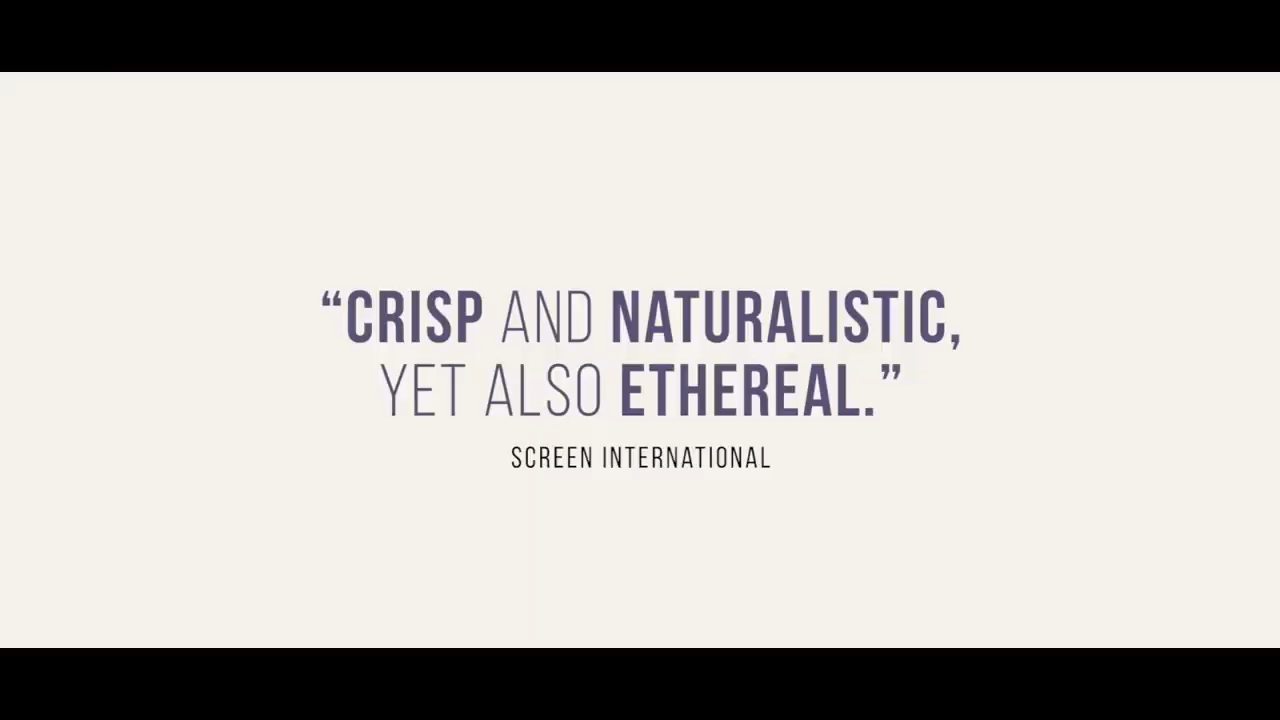 “CRISP AND NATURALISTIC,
YET ALSO ETHEREAL.”
SCREEN INTERNATIONAL